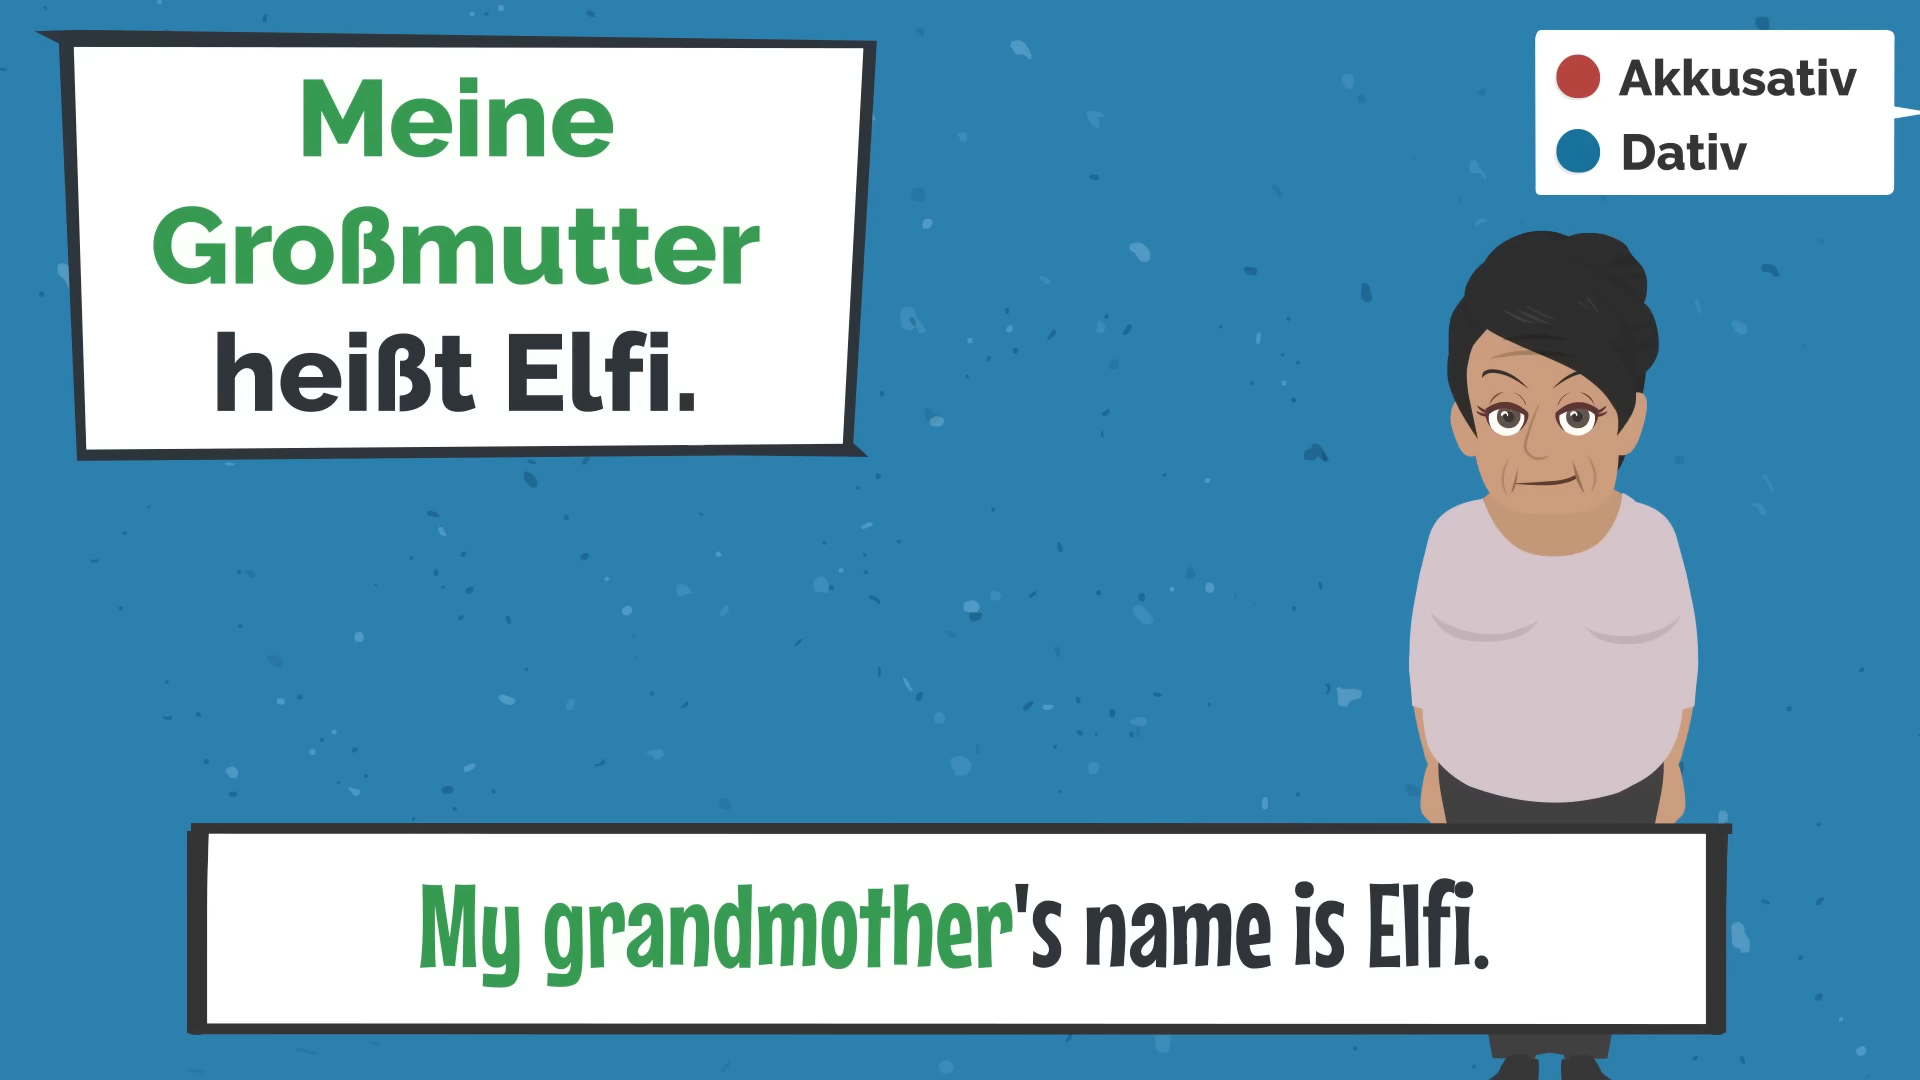 Meine
Großmutter
heißt Elfi.
Akkusativ
Dativ
My grandmother's name is Elfi.